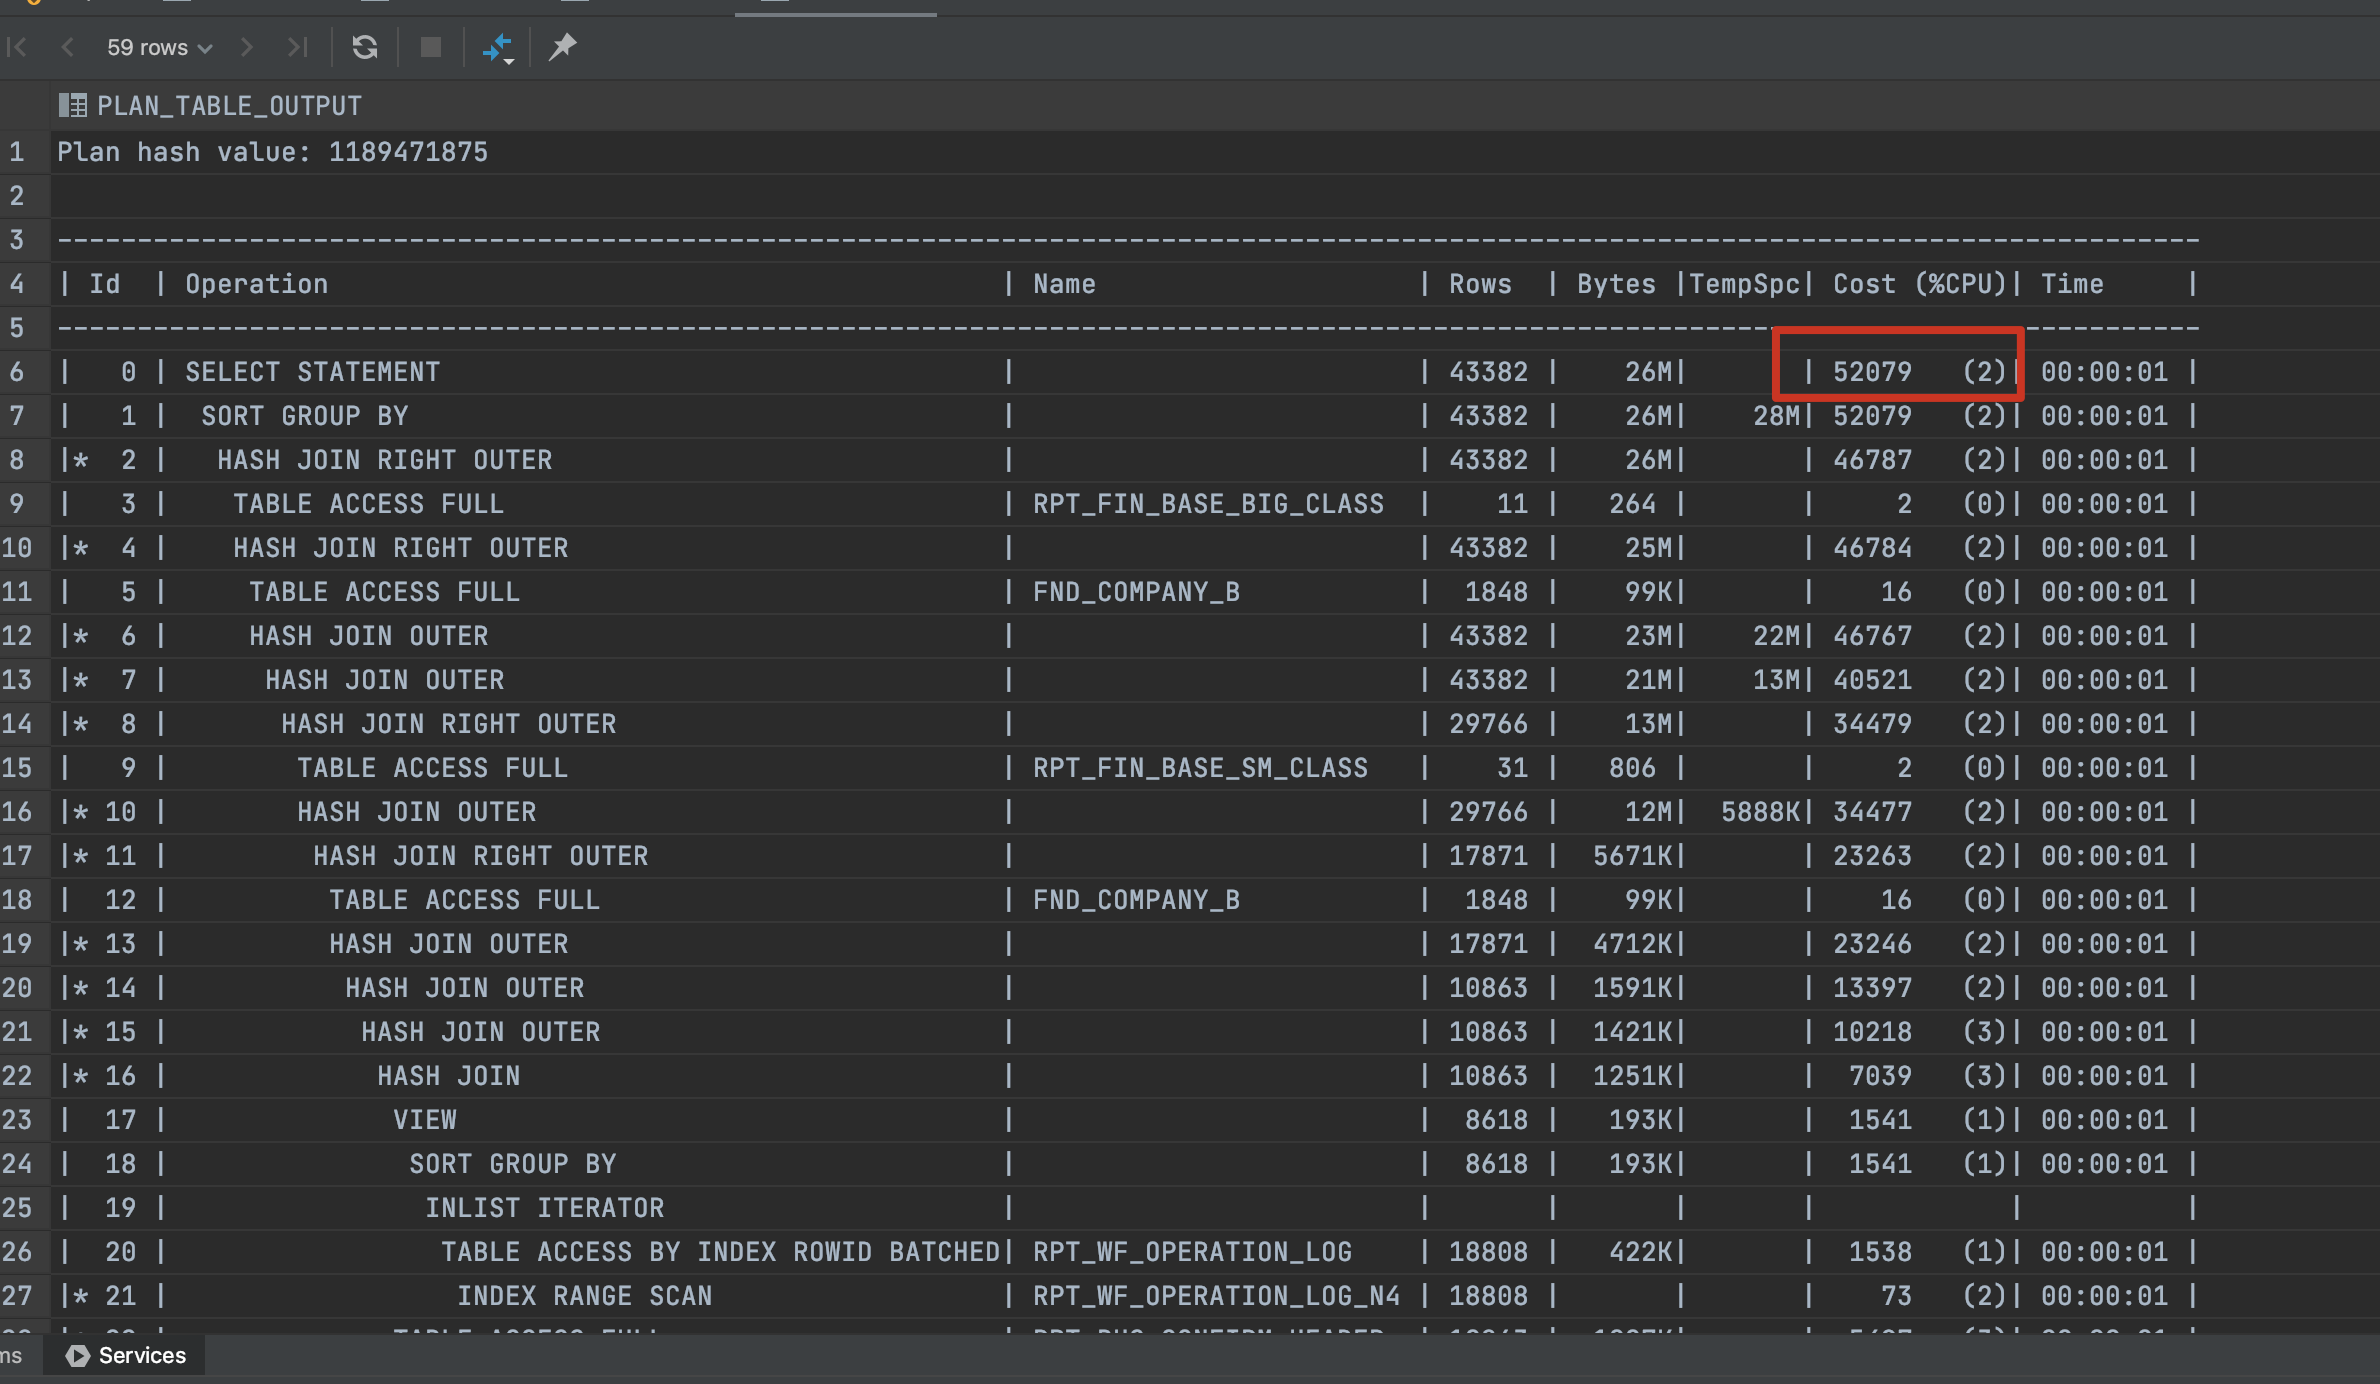 59 rows
PLAN_TABLE_OUTPUT
1 Plan hash value: 1189471875
2
3 --------------------------------------------------------------------------------------------------------------------------------------
4 | Id  | Operation                                          | Name                    | Rows  | Bytes |TempSpc| Cost (%CPU)| Time     |
5 --------------------------------------------------------------------------------------------------------------------------------------
6 |   0 | SELECT STATEMENT                                   |                         | 43382 |    26M|       | 52079   (2)| 00:00:01 |
7 |   1 |  SORT GROUP BY                                     |                         | 43382 |    26M|    28M| 52079   (2)| 00:00:01 |
8 |*  2 |   HASH JOIN RIGHT OUTER                            |                         | 43382 |    26M|       | 46787   (2)| 00:00:01 |
9 |   3 |    TABLE ACCESS FULL                               | RPT_FIN_BASE_BIG_CLASS  |    11 |   264 |       |     2   (0)| 00:00:01 |
10 |*  4 |    HASH JOIN RIGHT OUTER                           |                         | 43382 |    25M|       | 46784   (2)| 00:00:01 |
11 |   5 |     TABLE ACCESS FULL                              | FND_COMPANY_B           |  1848 |    99K|       |    16   (0)| 00:00:01 |
12 |*  6 |     HASH JOIN OUTER                                |                         | 43382 |    23M|    22M| 46767   (2)| 00:00:01 |
13 |*  7 |      HASH JOIN OUTER                               |                         | 43382 |    21M|    13M| 40521   (2)| 00:00:01 |
14 |*  8 |       HASH JOIN RIGHT OUTER                        |                         | 29766 |    13M|       | 34479   (2)| 00:00:01 |
15 |   9 |        TABLE ACCESS FULL                           | RPT_FIN_BASE_SM_CLASS   |    31 |   806 |       |     2   (0)| 00:00:01 |
16 |* 10 |        HASH JOIN OUTER                             |                         | 29766 |    12M|  5888K| 34477   (2)| 00:00:01 |
17 |* 11 |         HASH JOIN RIGHT OUTER                      |                         | 17871 |  5671K|       | 23263   (2)| 00:00:01 |
18 |  12 |          TABLE ACCESS FULL                         | FND_COMPANY_B           |  1848 |    99K|       |    16   (0)| 00:00:01 |
19 |* 13 |          HASH JOIN OUTER                           |                         | 17871 |  4712K|       | 23246   (2)| 00:00:01 |
20 |* 14 |           HASH JOIN OUTER                          |                         | 10863 |  1591K|       | 13397   (2)| 00:00:01 |
21 |* 15 |            HASH JOIN OUTER                         |                         | 10863 |  1421K|       | 10218   (3)| 00:00:01 |
22 |* 16 |             HASH JOIN                              |                         | 10863 |  1251K|       |  7039   (3)| 00:00:01 |
23 |  17 |              VIEW                                  |                         |  8618 |   193K|       |  1541   (1)| 00:00:01 |
24 |  18 |               SORT GROUP BY                        |                         |  8618 |   193K|       |  1541   (1)| 00:00:01 |
25 |  19 |                INLIST ITERATOR                     |                         |       |       |       |            |          |
26 |  20 |                 TABLE ACCESS BY INDEX ROWID BATCHED| RPT_WF_OPERATION_LOG    | 18808 |   422K|       |  1538   (1)| 00:00:01 |
27 |* 21 |                  INDEX RANGE SCAN                  | RPT_WF_OPERATION_LOG_N4 | 18808 |       |       |    73   (2)| 00:00:01 |
ms
Services